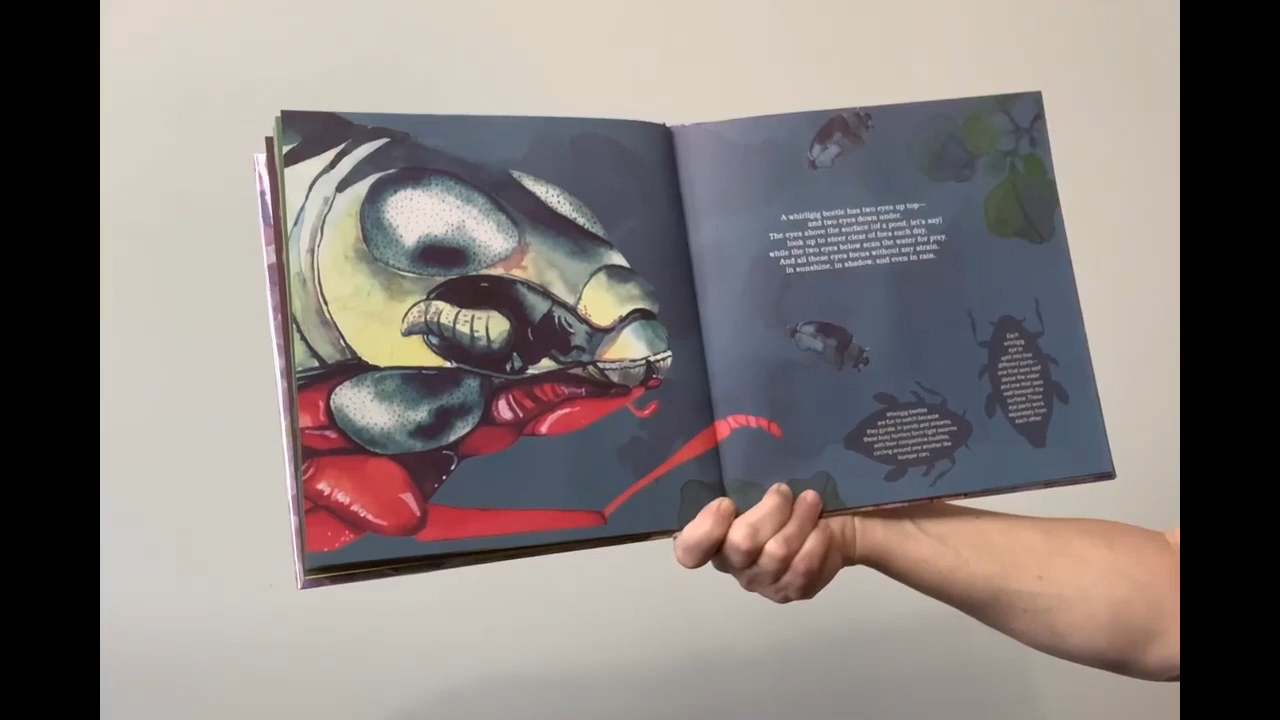 A whirligig beetle has two eyes up top—
and two eyes down under.
The eyes above the surface (of a pond, let's say)
look up to steer clear of foes each day,
while the two eyes below scan the water for prey.
And all these eyes focus without any strain,
in sunshine, in shadow, and even in rain.
Each
whirligig
eye is
split into two
different parts—
one that sees well
above the water
and one that sees
well beneath the
surface. These
eye parts work
separately from
each other.
Whirligig beetles
are fun to watch because
they gyrate. In ponds and streams,
these busy hunters form tight swarms
with their competitive buddies,
circling around one another like
bumper cars.